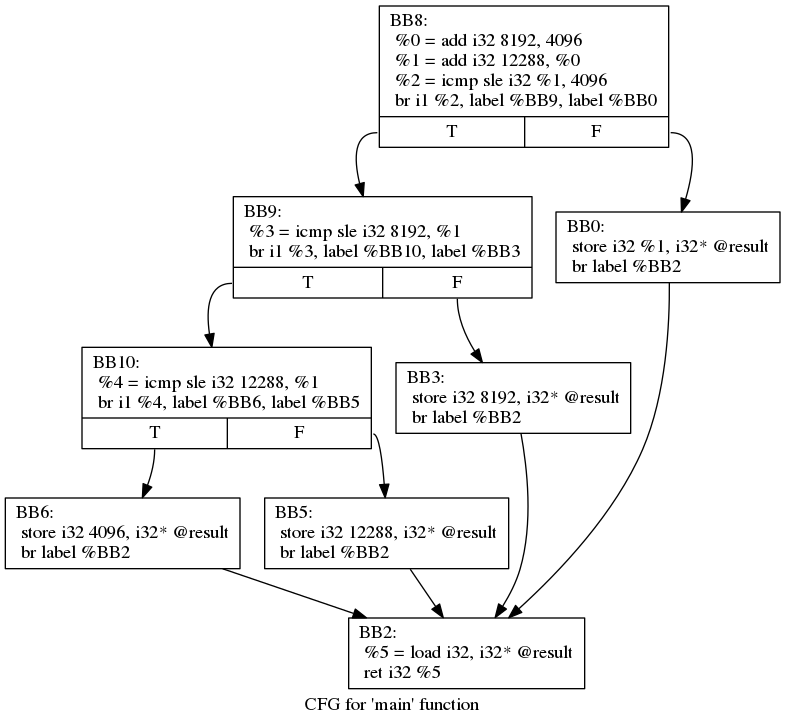 BB8:
%0 = add i32 8192, 4096
%1 = add i32 12288, %0
%2 = icmp sle i32 %1, 4096
br i1 %2, label %BB9, label %BB0
T F
BB9:
%3 = icmp sle i32 8192, %1
br i1 %3, label %BB10, label %BB3
T F
BB0:
store i32 %1, i32* @result
br label %BB2
BB10:
%4 = icmp sle i32 12288, %1
br i1 %4, label %BB6, label %BB5
T F
BB3:
store i32 8192, i32* @result
br label %BB2
BB6:
store i32 4096, i32* @result
br label %BB2
BB5:
store i32 12288, i32* @result
br label %BB2
BB2:
%5 = load i32, i32* @result
ret i32 %5
CFG for 'main' function